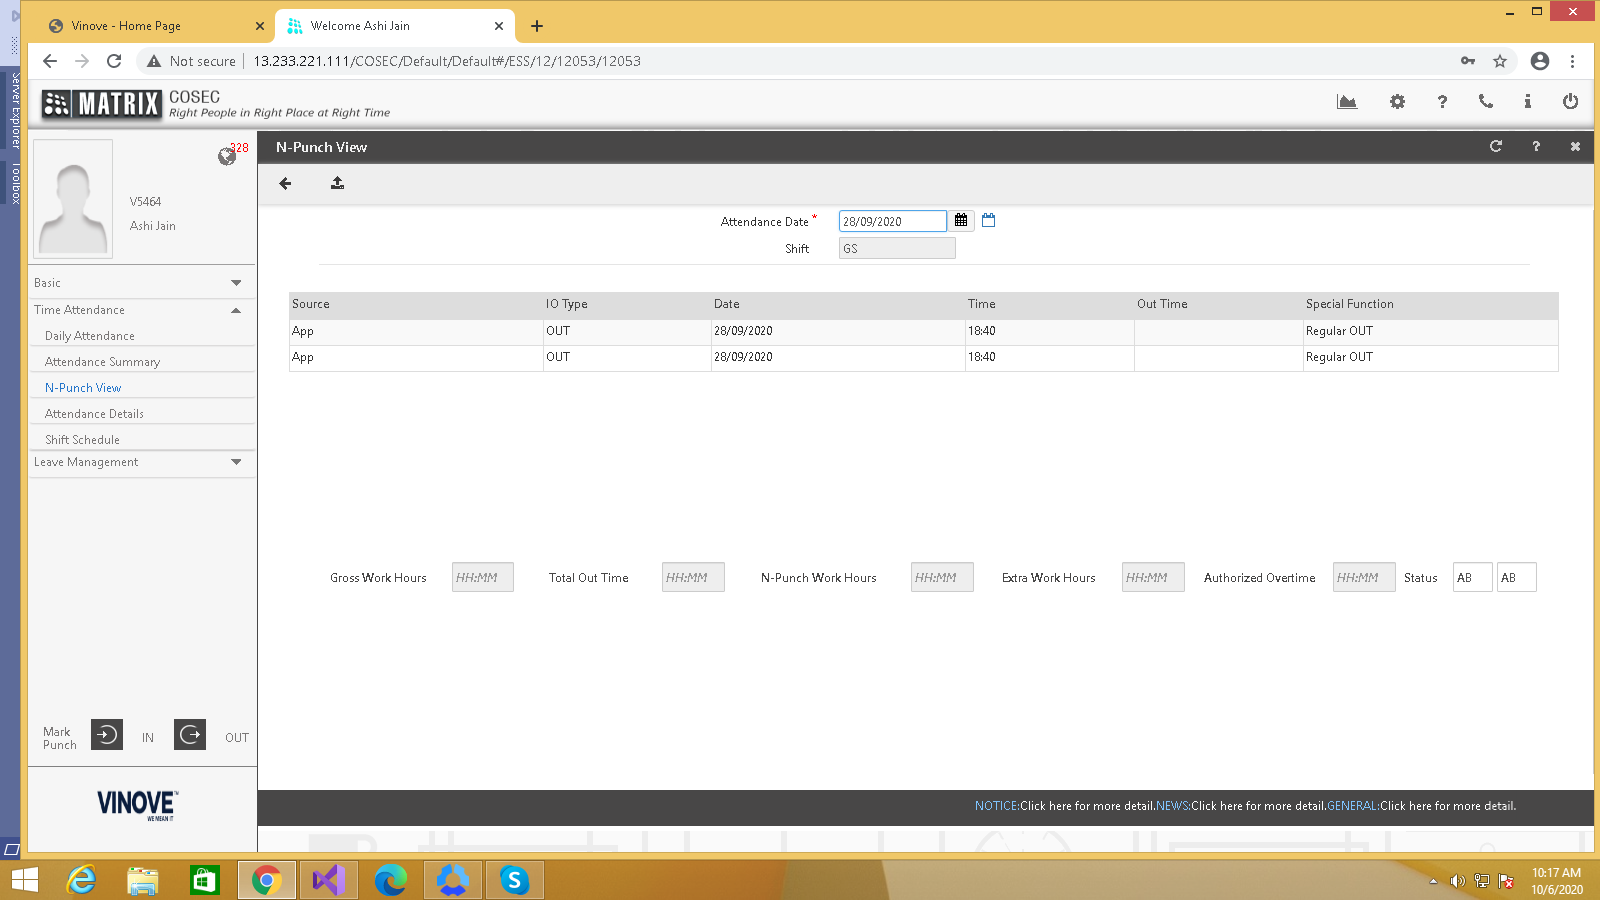 Vinove - Home Page
Welcome Ashi Jain
Not secure 13.233.221.111/COSEC/Default/Default#/ESS/12/12053/12053
Server Explorer
Toolbox
MATRIX COSEC
Right People in Right Place at Right Time
328
V5464
Ashi Jain
Basic
Time Attendance
Daily Attendance
Attendance Summary
N-Punch View
Attendance Details
Shift Schedule
Leave Management
Mark Punch IN OUT
VINOVE
WE MEAN IT
N-Punch View
Attendance Date * 28/09/2020
Shift GS
Source IO Type Date Time Out Time Special Function
App OUT 28/09/2020 18:40 Regular OUT
App OUT 28/09/2020 18:40 Regular OUT
Gross Work Hours HH:MM Total Out Time HH:MM N-Punch Work Hours HH:MM Extra Work Hours HH:MM Authorized Overtime HH:MM Status AB AB
NOTICE:Click here for more detail.NEWS:Click here for more detail.GENERAL:Click here for more detail.
10:17 AM
10/6/2020